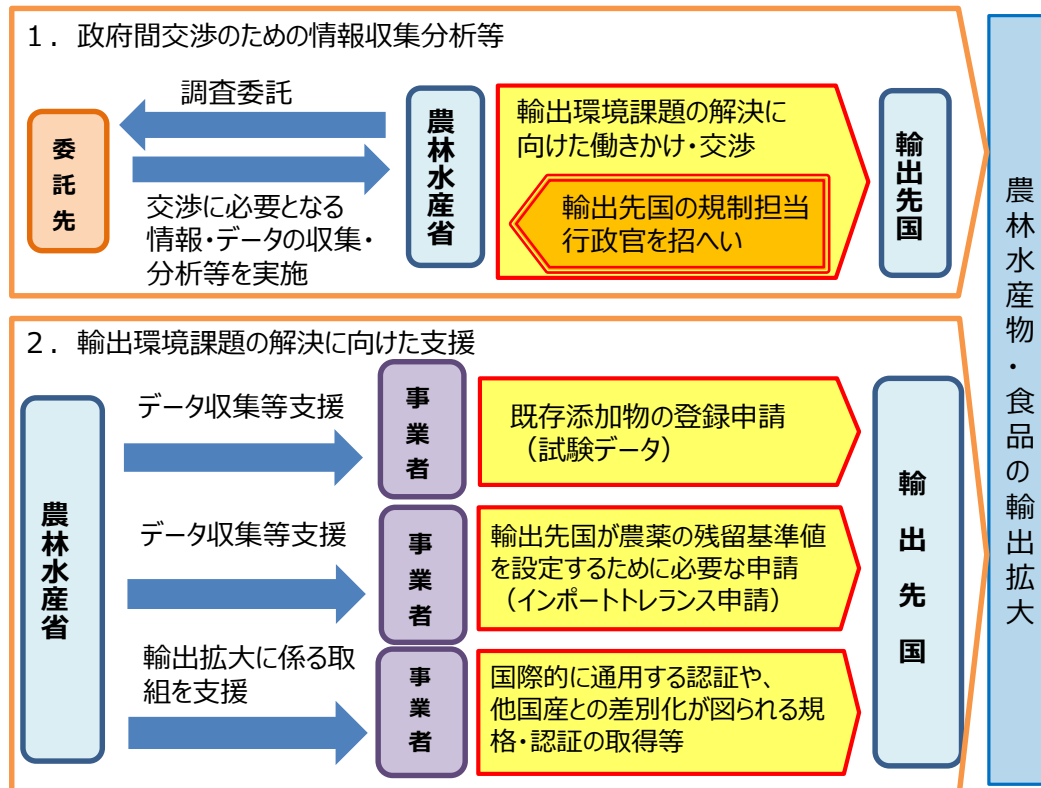 １．政府間交渉のための情報収集分析等
調査委託
委託先
農林水産省
交渉に必要となる
情報・データの収集・
分析等を実施
輸出環境課題の解決に
向けた働きかけ・交渉
輸出先国の規制担当
行政官を招へい
輸出先国
２．輸出環境課題の解決に向けた支援
農林水産省
データ収集等支援
事業者
既存添加物の登録申請
（試験データ）
データ収集等支援
事業者
輸出先国が農薬の残留基準値
を設定するために必要な申請
（インポートトレランス申請）
輸出拡大に係る取
組を支援
事業者
国際的に通用する認証や、
他国産との差別化が図られる規
格・認証の取得等
輸出先国
農林水産物・食品の輸出拡大